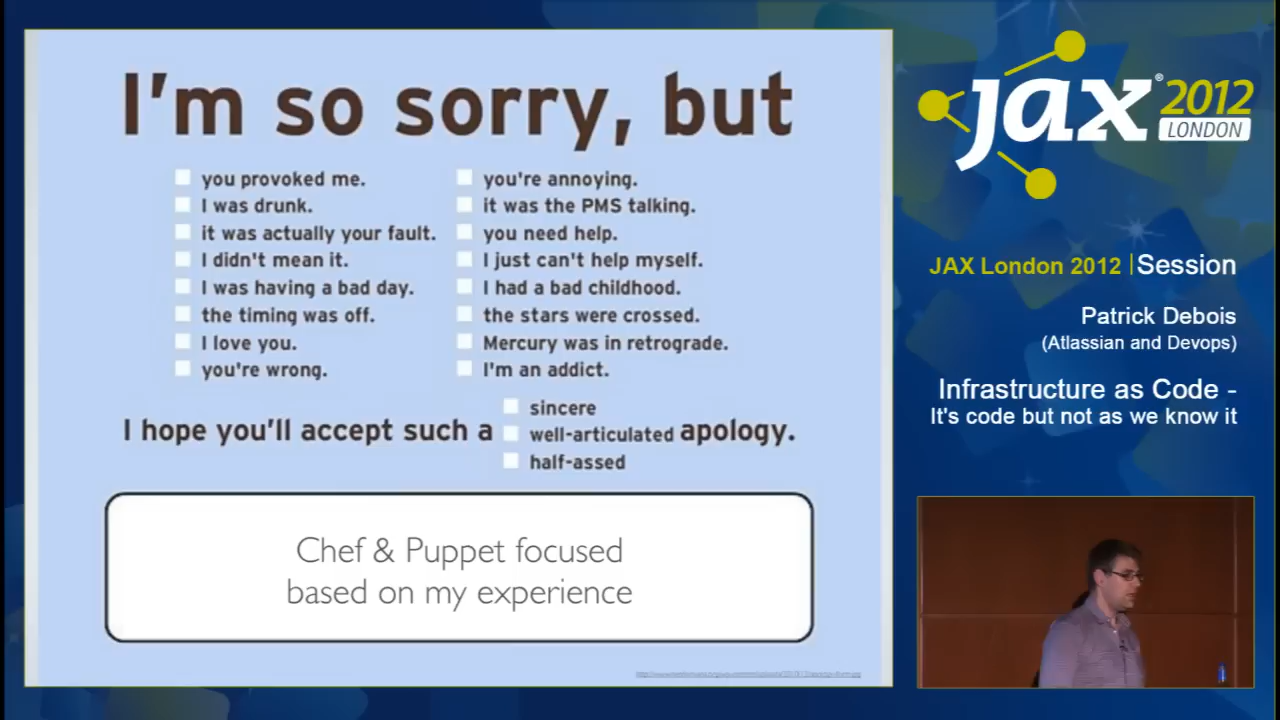 I'm so sorry, but
you provoked me.
I was drunk.
it was actually your fault.
I didn't mean it.
I was having a bad day.
the timing was off.
I love you.
you're wrong.
you're annoying.
it was the PMS talking.
you need help.
I just can't help myself.
I had a bad childhood.
the stars were crossed.
Mercury was in retrograde.
I'm an addict.
I hope you'll accept such a
sincere
well-articulated
half-assed
apology.
Chef & Puppet focused
based on my experience
jax® 2012
LONDON
JAX London 2012 | Session
Patrick Debois
(Atlassian and Devops)
Infrastructure as Code -
It's code but not as we know it